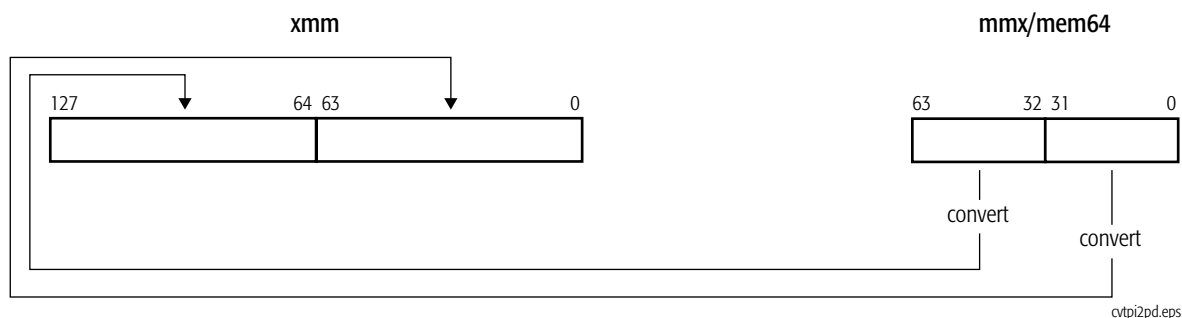 xmm mmx/mem64
127 64 63 0 63 32 31 0
convert
convert
cvtpi2pd.eps